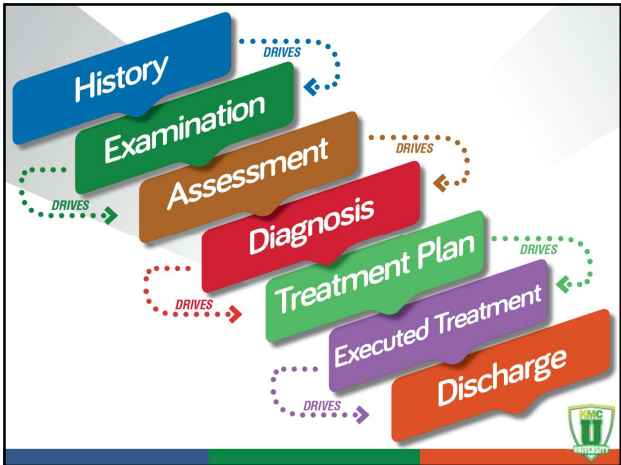 History
DRIVES
Examination
DRIVES
Assessment
DRIVES
Diagnosis
DRIVES
Treatment Plan
DRIVES
Executed Treatment
DRIVES
Discharge
KMC
U
UNIVERSITY